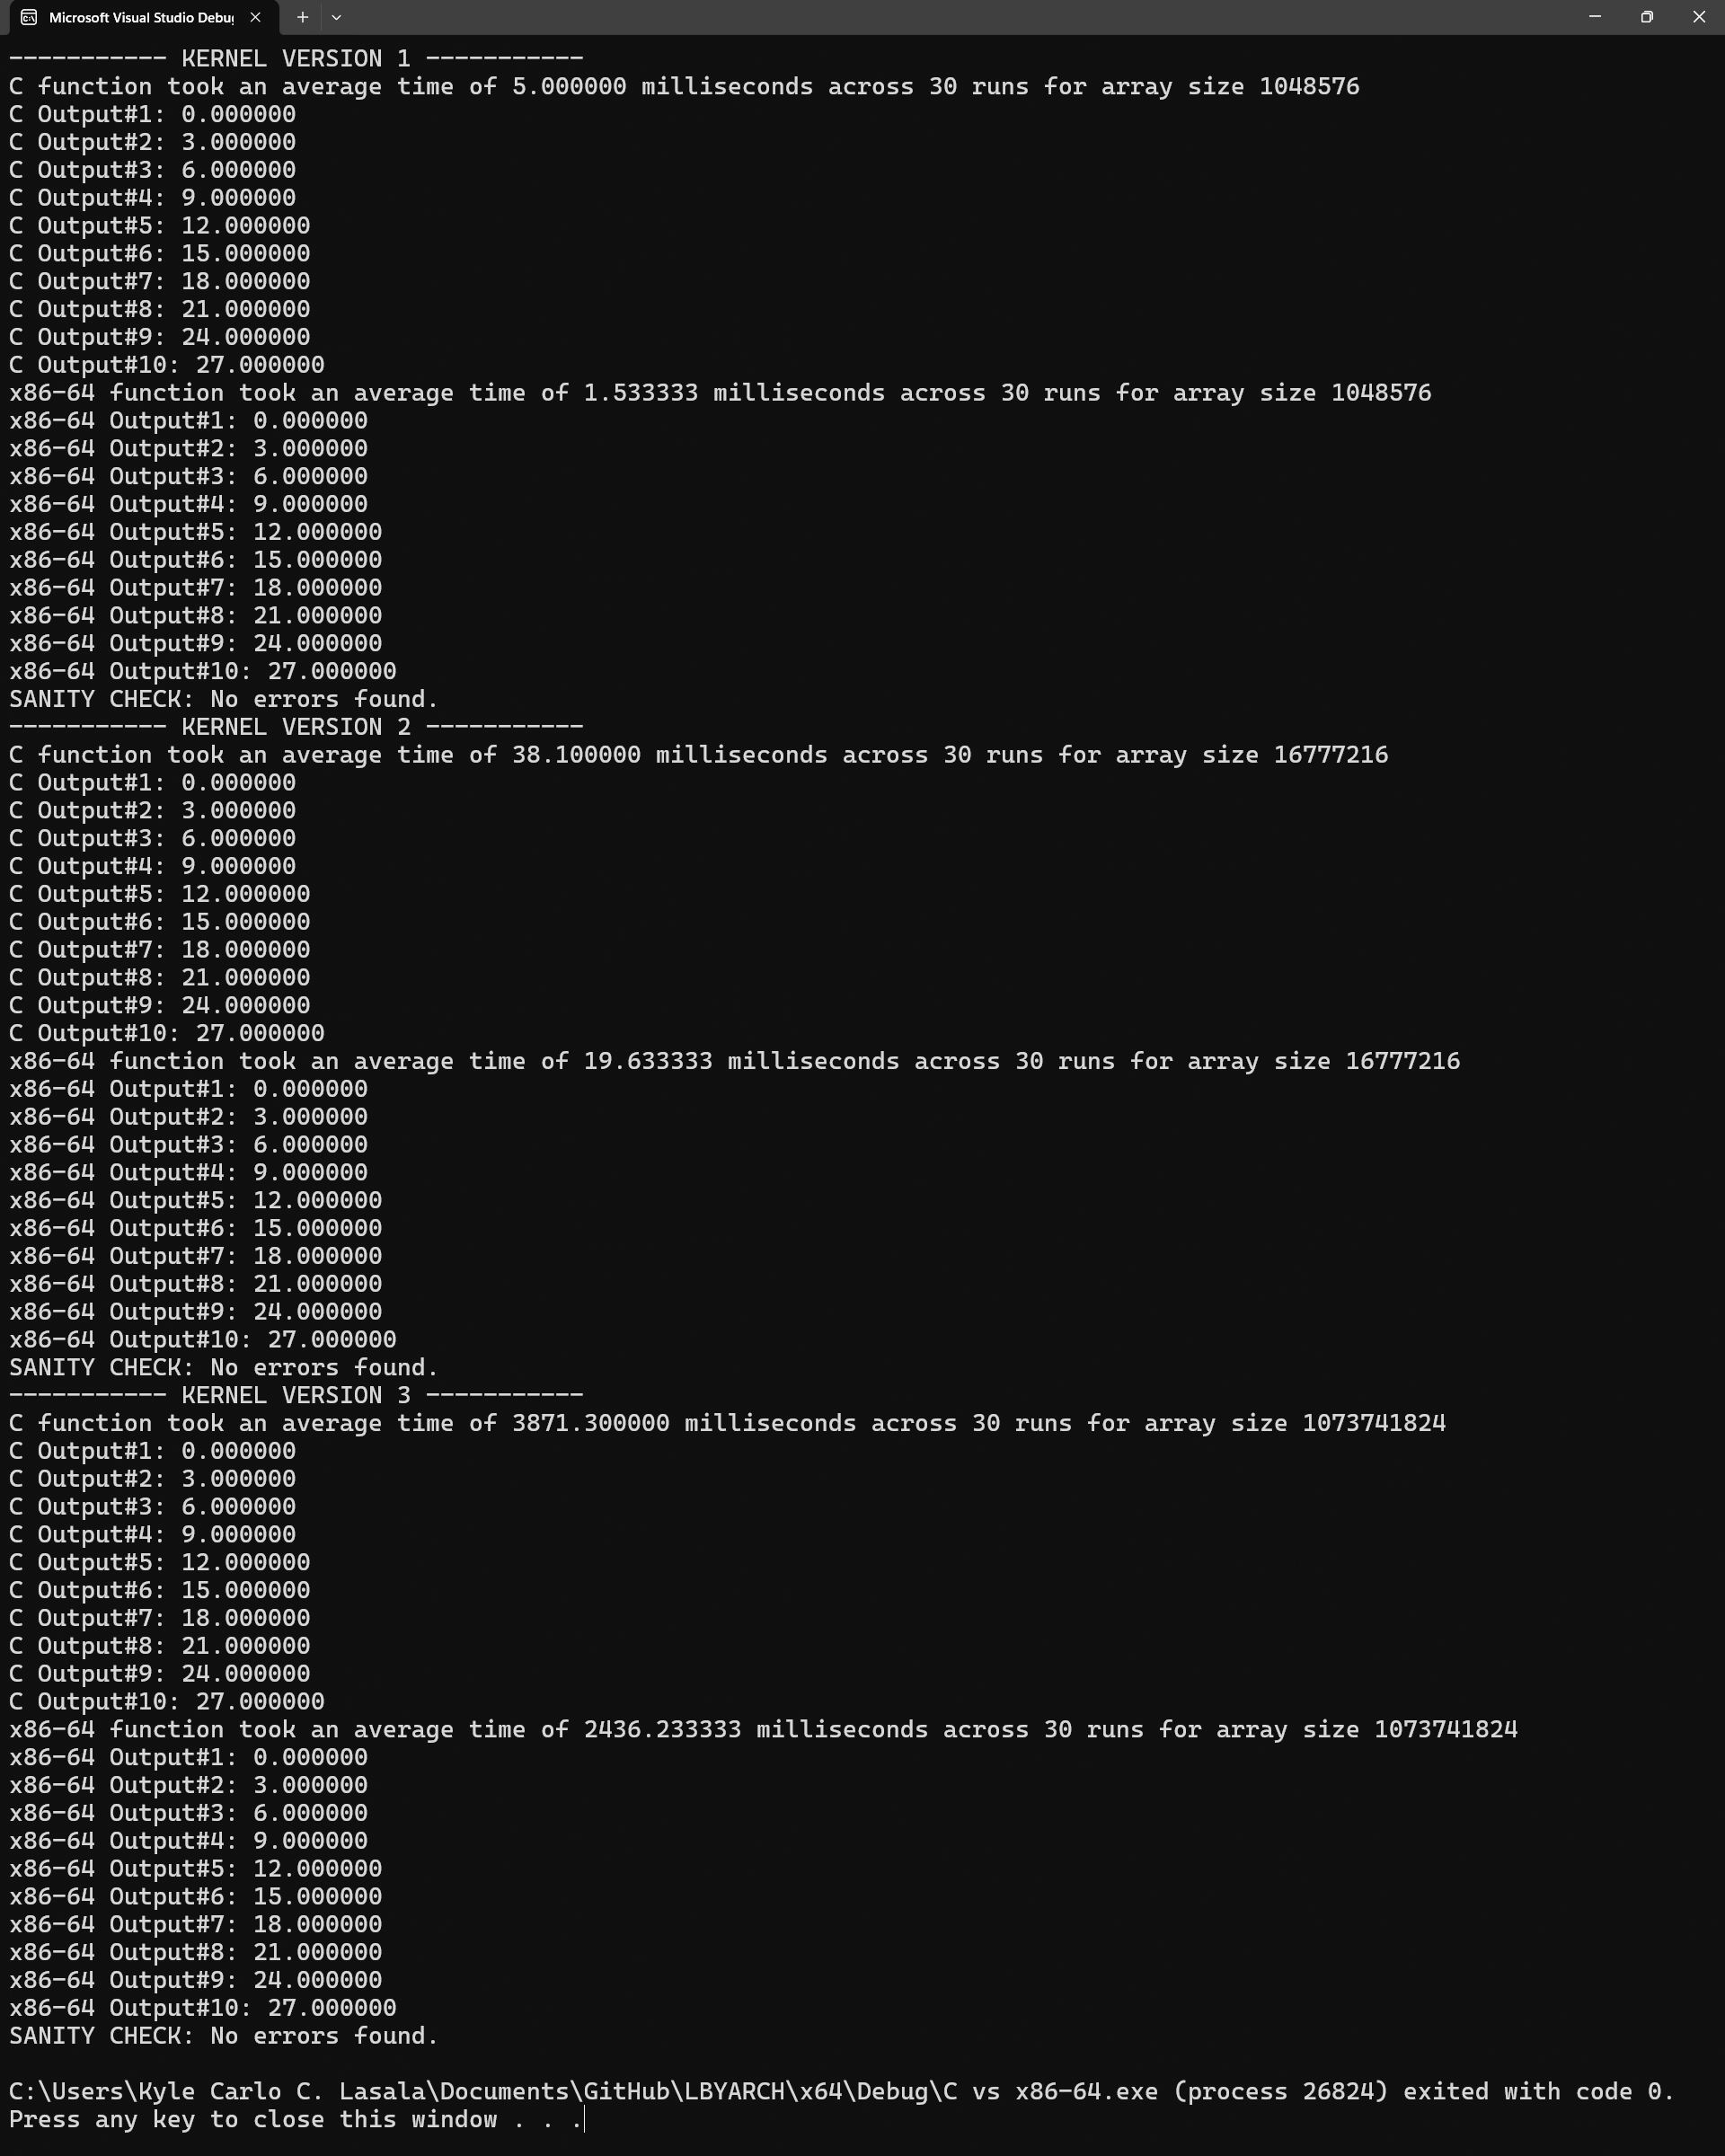 Microsoft Visual Studio Debu
----------- KERNEL VERSION 1 -----------
C function took an average time of 5.000000 milliseconds across 30 runs for array size 1048576
C Output#1: 0.000000
C Output#2: 3.000000
C Output#3: 6.000000
C Output#4: 9.000000
C Output#5: 12.000000
C Output#6: 15.000000
C Output#7: 18.000000
C Output#8: 21.000000
C Output#9: 24.000000
C Output#10: 27.000000
x86-64 function took an average time of 1.533333 milliseconds across 30 runs for array size 1048576
x86-64 Output#1: 0.000000
x86-64 Output#2: 3.000000
x86-64 Output#3: 6.000000
x86-64 Output#4: 9.000000
x86-64 Output#5: 12.000000
x86-64 Output#6: 15.000000
x86-64 Output#7: 18.000000
x86-64 Output#8: 21.000000
x86-64 Output#9: 24.000000
x86-64 Output#10: 27.000000
SANITY CHECK: No errors found.
----------- KERNEL VERSION 2 -----------
C function took an average time of 38.100000 milliseconds across 30 runs for array size 16777216
C Output#1: 0.000000
C Output#2: 3.000000
C Output#3: 6.000000
C Output#4: 9.000000
C Output#5: 12.000000
C Output#6: 15.000000
C Output#7: 18.000000
C Output#8: 21.000000
C Output#9: 24.000000
C Output#10: 27.000000
x86-64 function took an average time of 19.633333 milliseconds across 30 runs for array size 16777216
x86-64 Output#1: 0.000000
x86-64 Output#2: 3.000000
x86-64 Output#3: 6.000000
x86-64 Output#4: 9.000000
x86-64 Output#5: 12.000000
x86-64 Output#6: 15.000000
x86-64 Output#7: 18.000000
x86-64 Output#8: 21.000000
x86-64 Output#9: 24.000000
x86-64 Output#10: 27.000000
SANITY CHECK: No errors found.
----------- KERNEL VERSION 3 -----------
C function took an average time of 3871.300000 milliseconds across 30 runs for array size 1073741824
C Output#1: 0.000000
C Output#2: 3.000000
C Output#3: 6.000000
C Output#4: 9.000000
C Output#5: 12.000000
C Output#6: 15.000000
C Output#7: 18.000000
C Output#8: 21.000000
C Output#9: 24.000000
C Output#10: 27.000000
x86-64 function took an average time of 2436.233333 milliseconds across 30 runs for array size 1073741824
x86-64 Output#1: 0.000000
x86-64 Output#2: 3.000000
x86-64 Output#3: 6.000000
x86-64 Output#4: 9.000000
x86-64 Output#5: 12.000000
x86-64 Output#6: 15.000000
x86-64 Output#7: 18.000000
x86-64 Output#8: 21.000000
x86-64 Output#9: 24.000000
x86-64 Output#10: 27.000000
SANITY CHECK: No errors found.
C:\Users\Kyle Carlo C. Lasala\Documents\GitHub\LBYARCH\x64\Debug\C vs x86-64.exe (process 26824) exited with code 0.
Press any key to close this window . . .